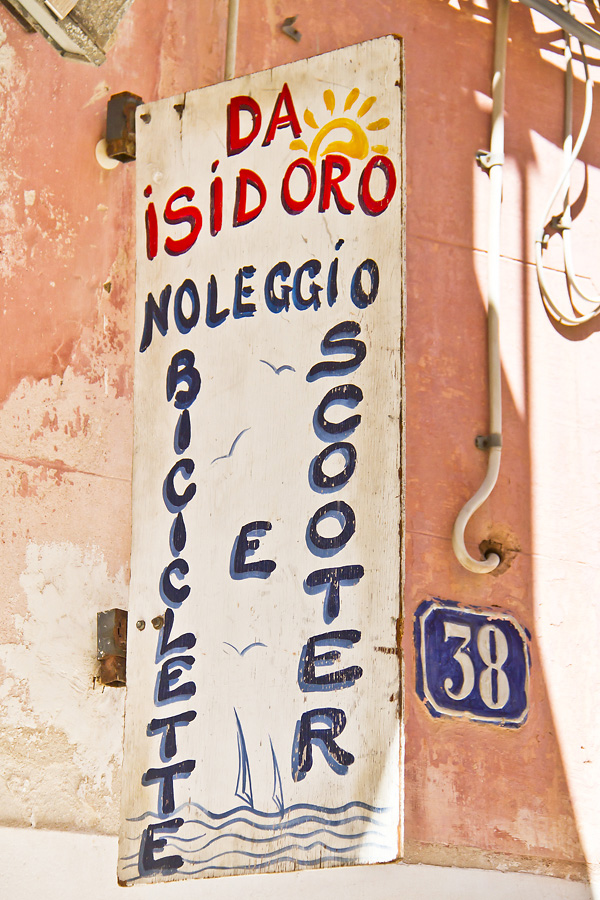 DA
iSiDORO
NOLEGGiO
BiCiCLETTE
E
SCOOTER
38